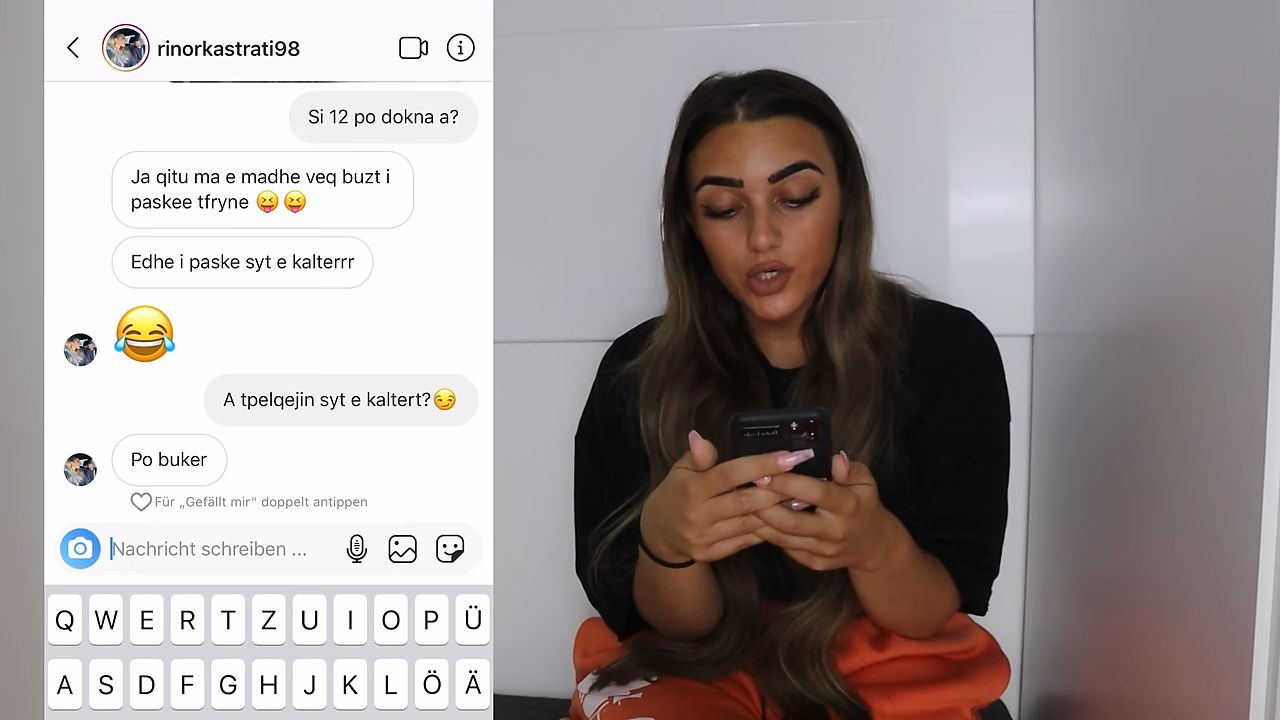 rinorkastrati98
Si 12 po dokna a?
Ja qitu ma e madhe veq buzt i
paskee tfryne 😝 😝
Edhe i paske syt e kalterrr
😂
A tpelqejin syt e kaltert?😏
Po buker
Für „Gefällt mir“ doppelt antippen
Nachricht schreiben ...
Q W E R T Z U I O P Ü
A S D F G H J K L Ö Ä